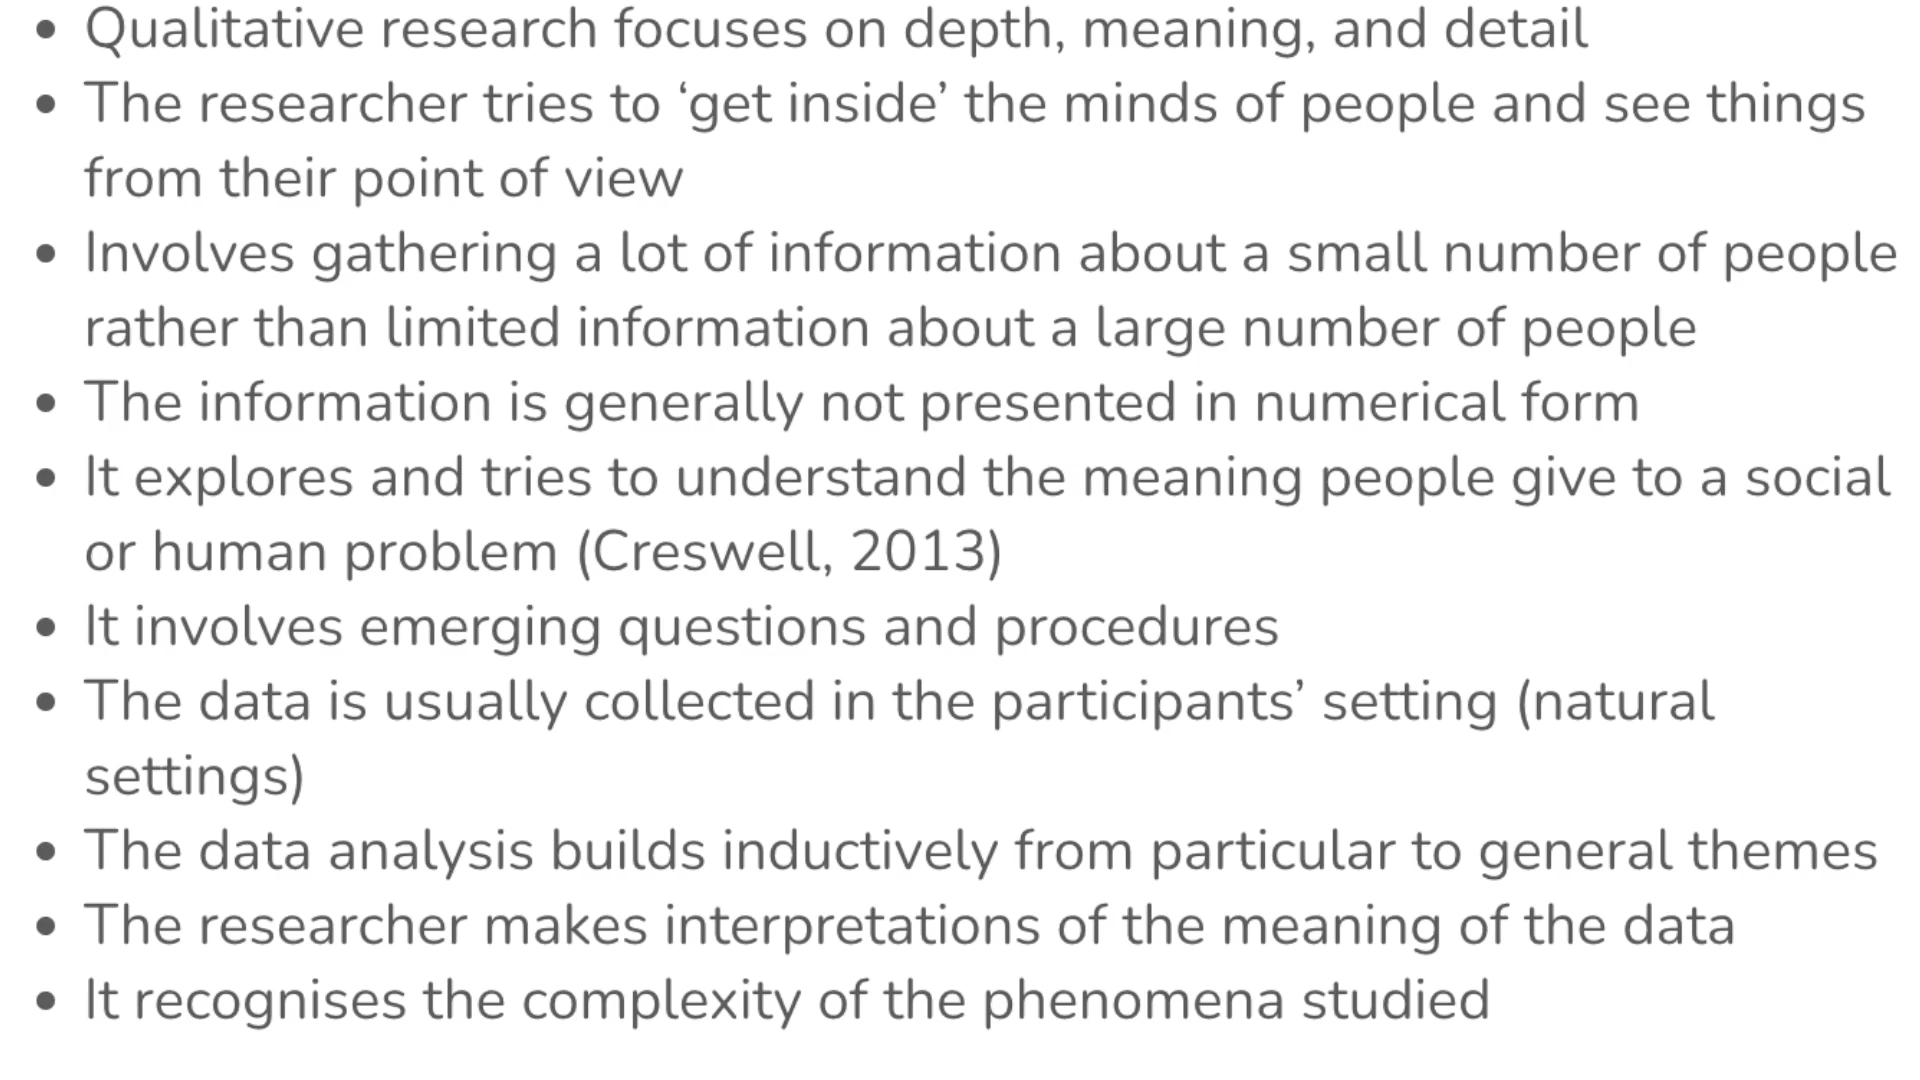 • Qualitative research focuses on depth, meaning, and detail
• The researcher tries to ‘get inside’ the minds of people and see things
from their point of view
• Involves gathering a lot of information about a small number of people
rather than limited information about a large number of people
• The information is generally not presented in numerical form
• It explores and tries to understand the meaning people give to a social
or human problem (Creswell, 2013)
• It involves emerging questions and procedures
• The data is usually collected in the participants’ setting (natural
settings)
• The data analysis builds inductively from particular to general themes
• The researcher makes interpretations of the meaning of the data
• It recognises the complexity of the phenomena studied